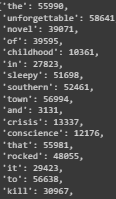 'the': 55990,
'unforgettable': 58641
'novel': 39071,
'of': 39595,
'childhood': 10361,
'in': 27823,
'sleepy': 51698,
'southern': 52461,
'town': 56994,
'and': 3131,
'crisis': 13337,
'conscience': 12176,
'that': 55981,
'rocked': 48055,
'it': 29423,
'to': 56638,
'kill': 30967,